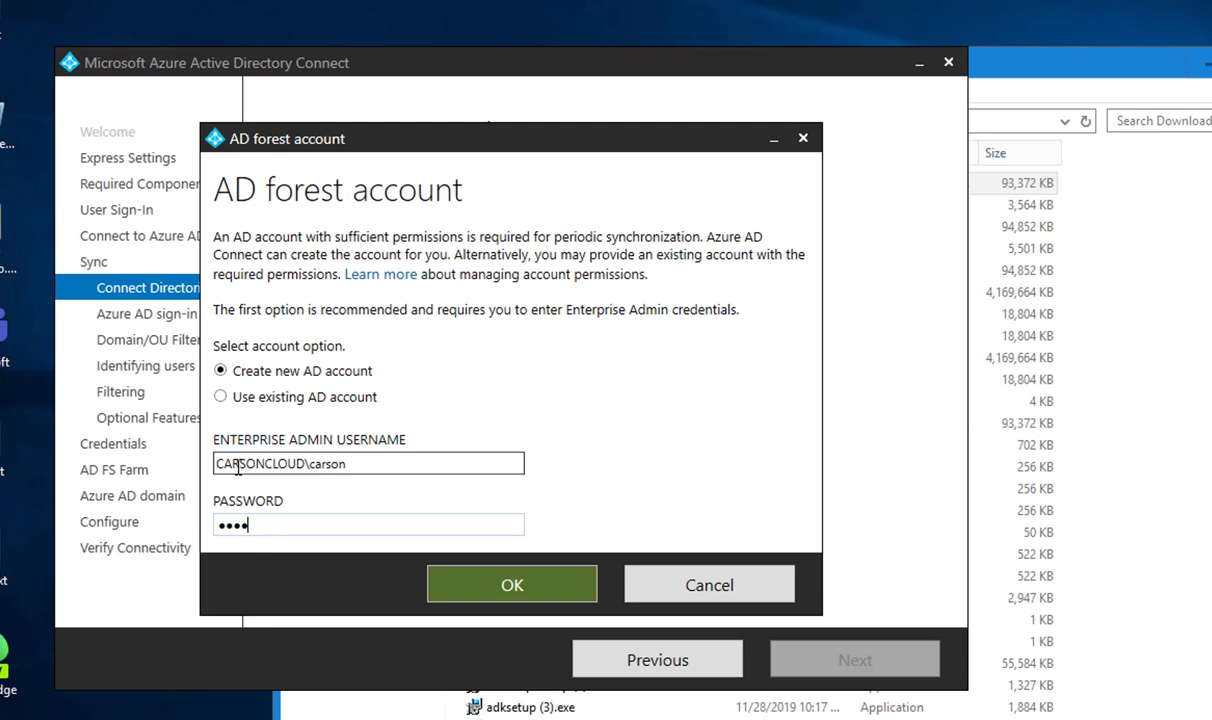 Microsoft Azure Active Directory Connect
Welcome
Express Settings
Required Componen
User Sign-In
Connect to Azure AD
Sync
Connect Directori
Azure AD sign-in
Domain/OU Filter
Identifying users
Filtering
Optional Features
Credentials
AD FS Farm
Azure AD domain
Configure
Verify Connectivity
AD forest account
AD forest account
An AD account with sufficient permissions is required for periodic synchronization. Azure AD
Connect can create the account for you. Alternatively, you may provide an existing account with the
required permissions. Learn more about managing account permissions.
The first option is recommended and requires you to enter Enterprise Admin credentials.
Select account option.
Create new AD account
Use existing AD account
ENTERPRISE ADMIN USERNAME
CARSONCLOUD\carson
PASSWORD
••••
OK Cancel
Previous Next
Search Download
Size
93,372 KB
3,564 KB
94,852 KB
5,501 KB
94,852 KB
4,169,664 KB
18,804 KB
18,804 KB
4,169,664 KB
18,804 KB
4 KB
93,372 KB
702 KB
256 KB
256 KB
256 KB
50 KB
522 KB
522 KB
2,947 KB
1 KB
1 KB
55,584 KB
1,327 KB
adksetup (3).exe 11/28/2019 10:17 ... Application 1,884 KB
e...
p....
oft
t
xt
dge